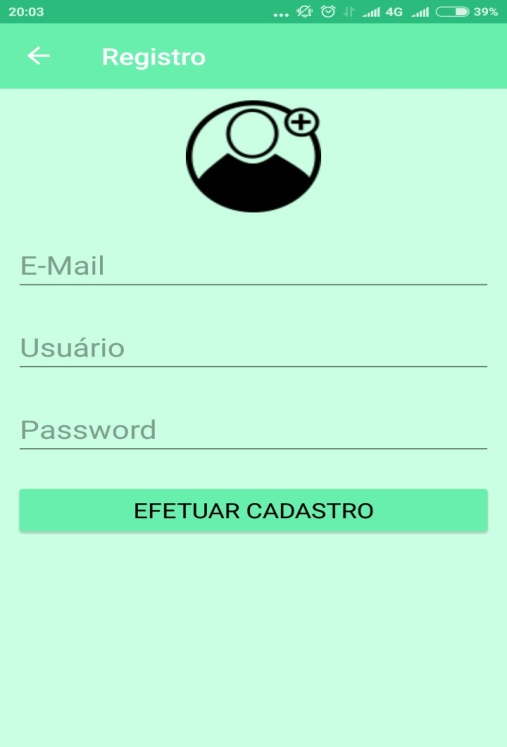 20:03 ... 4G 39%
Registro
E-Mail
Usuário
Password
EFETUAR CADASTRO